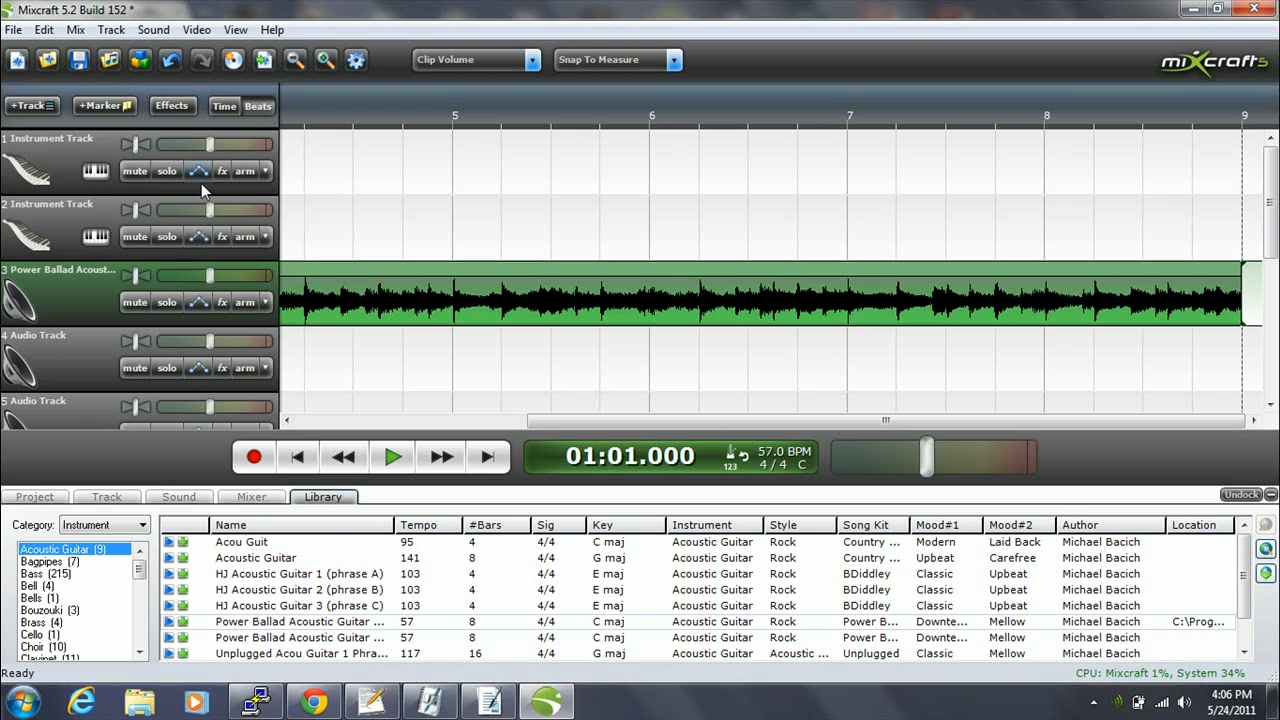 Mixcraft 5.2 Build 152 *
File Edit Mix Track Sound Video View Help
Clip Volume Snap To Measure mixcraft5
+Track +Marker Effects Time Beats
5 6 7 8 9
1 Instrument Track
mute solo fx arm
2 Instrument Track
mute solo fx arm
3 Power Ballad Acoust...
mute solo fx arm
4 Audio Track
mute solo fx arm
5 Audio Track
01:01.000 123 57.0 BPM
4 / 4 C
Project Track Sound Mixer Library Undock
Category: Instrument Name Tempo #Bars Sig Key Instrument Style Song Kit Mood#1 Mood#2 Author Location
Acoustic Guitar (9)
Bagpipes (7)
Bass (215)
Bell (4)
Bells (1)
Bouzouki (3)
Brass (4)
Cello (1)
Choir (10)
Clavinet (11)
Acou Guit 95 4 4/4 C maj Acoustic Guitar Rock Country ... Modern Laid Back Michael Bacich
Acoustic Guitar 141 8 4/4 G maj Acoustic Guitar Rock Country ... Upbeat Carefree Michael Bacich
HJ Acoustic Guitar 1 (phrase A) 103 4 4/4 E maj Acoustic Guitar Rock BDiddley Classic Upbeat Michael Bacich
HJ Acoustic Guitar 2 (phrase B) 103 4 4/4 E maj Acoustic Guitar Rock BDiddley Classic Upbeat Michael Bacich
HJ Acoustic Guitar 3 (phrase C) 103 4 4/4 E maj Acoustic Guitar Rock BDiddley Classic Upbeat Michael Bacich
Power Ballad Acoustic Guitar ... 57 8 4/4 C maj Acoustic Guitar Rock Power B... Downte... Mellow Michael Bacich C:\Prog...
Power Ballad Acoustic Guitar ... 57 8 4/4 C maj Acoustic Guitar Rock Power B... Downte... Mellow Michael Bacich
Unplugged Acou Guitar 1 Phra... 117 16 4/4 G maj Acoustic Guitar Acoustic ... Unplugged Classic Mellow Michael Bacich
Ready CPU: Mixcraft 1%, System 34%
4:06 PM
5/24/2011